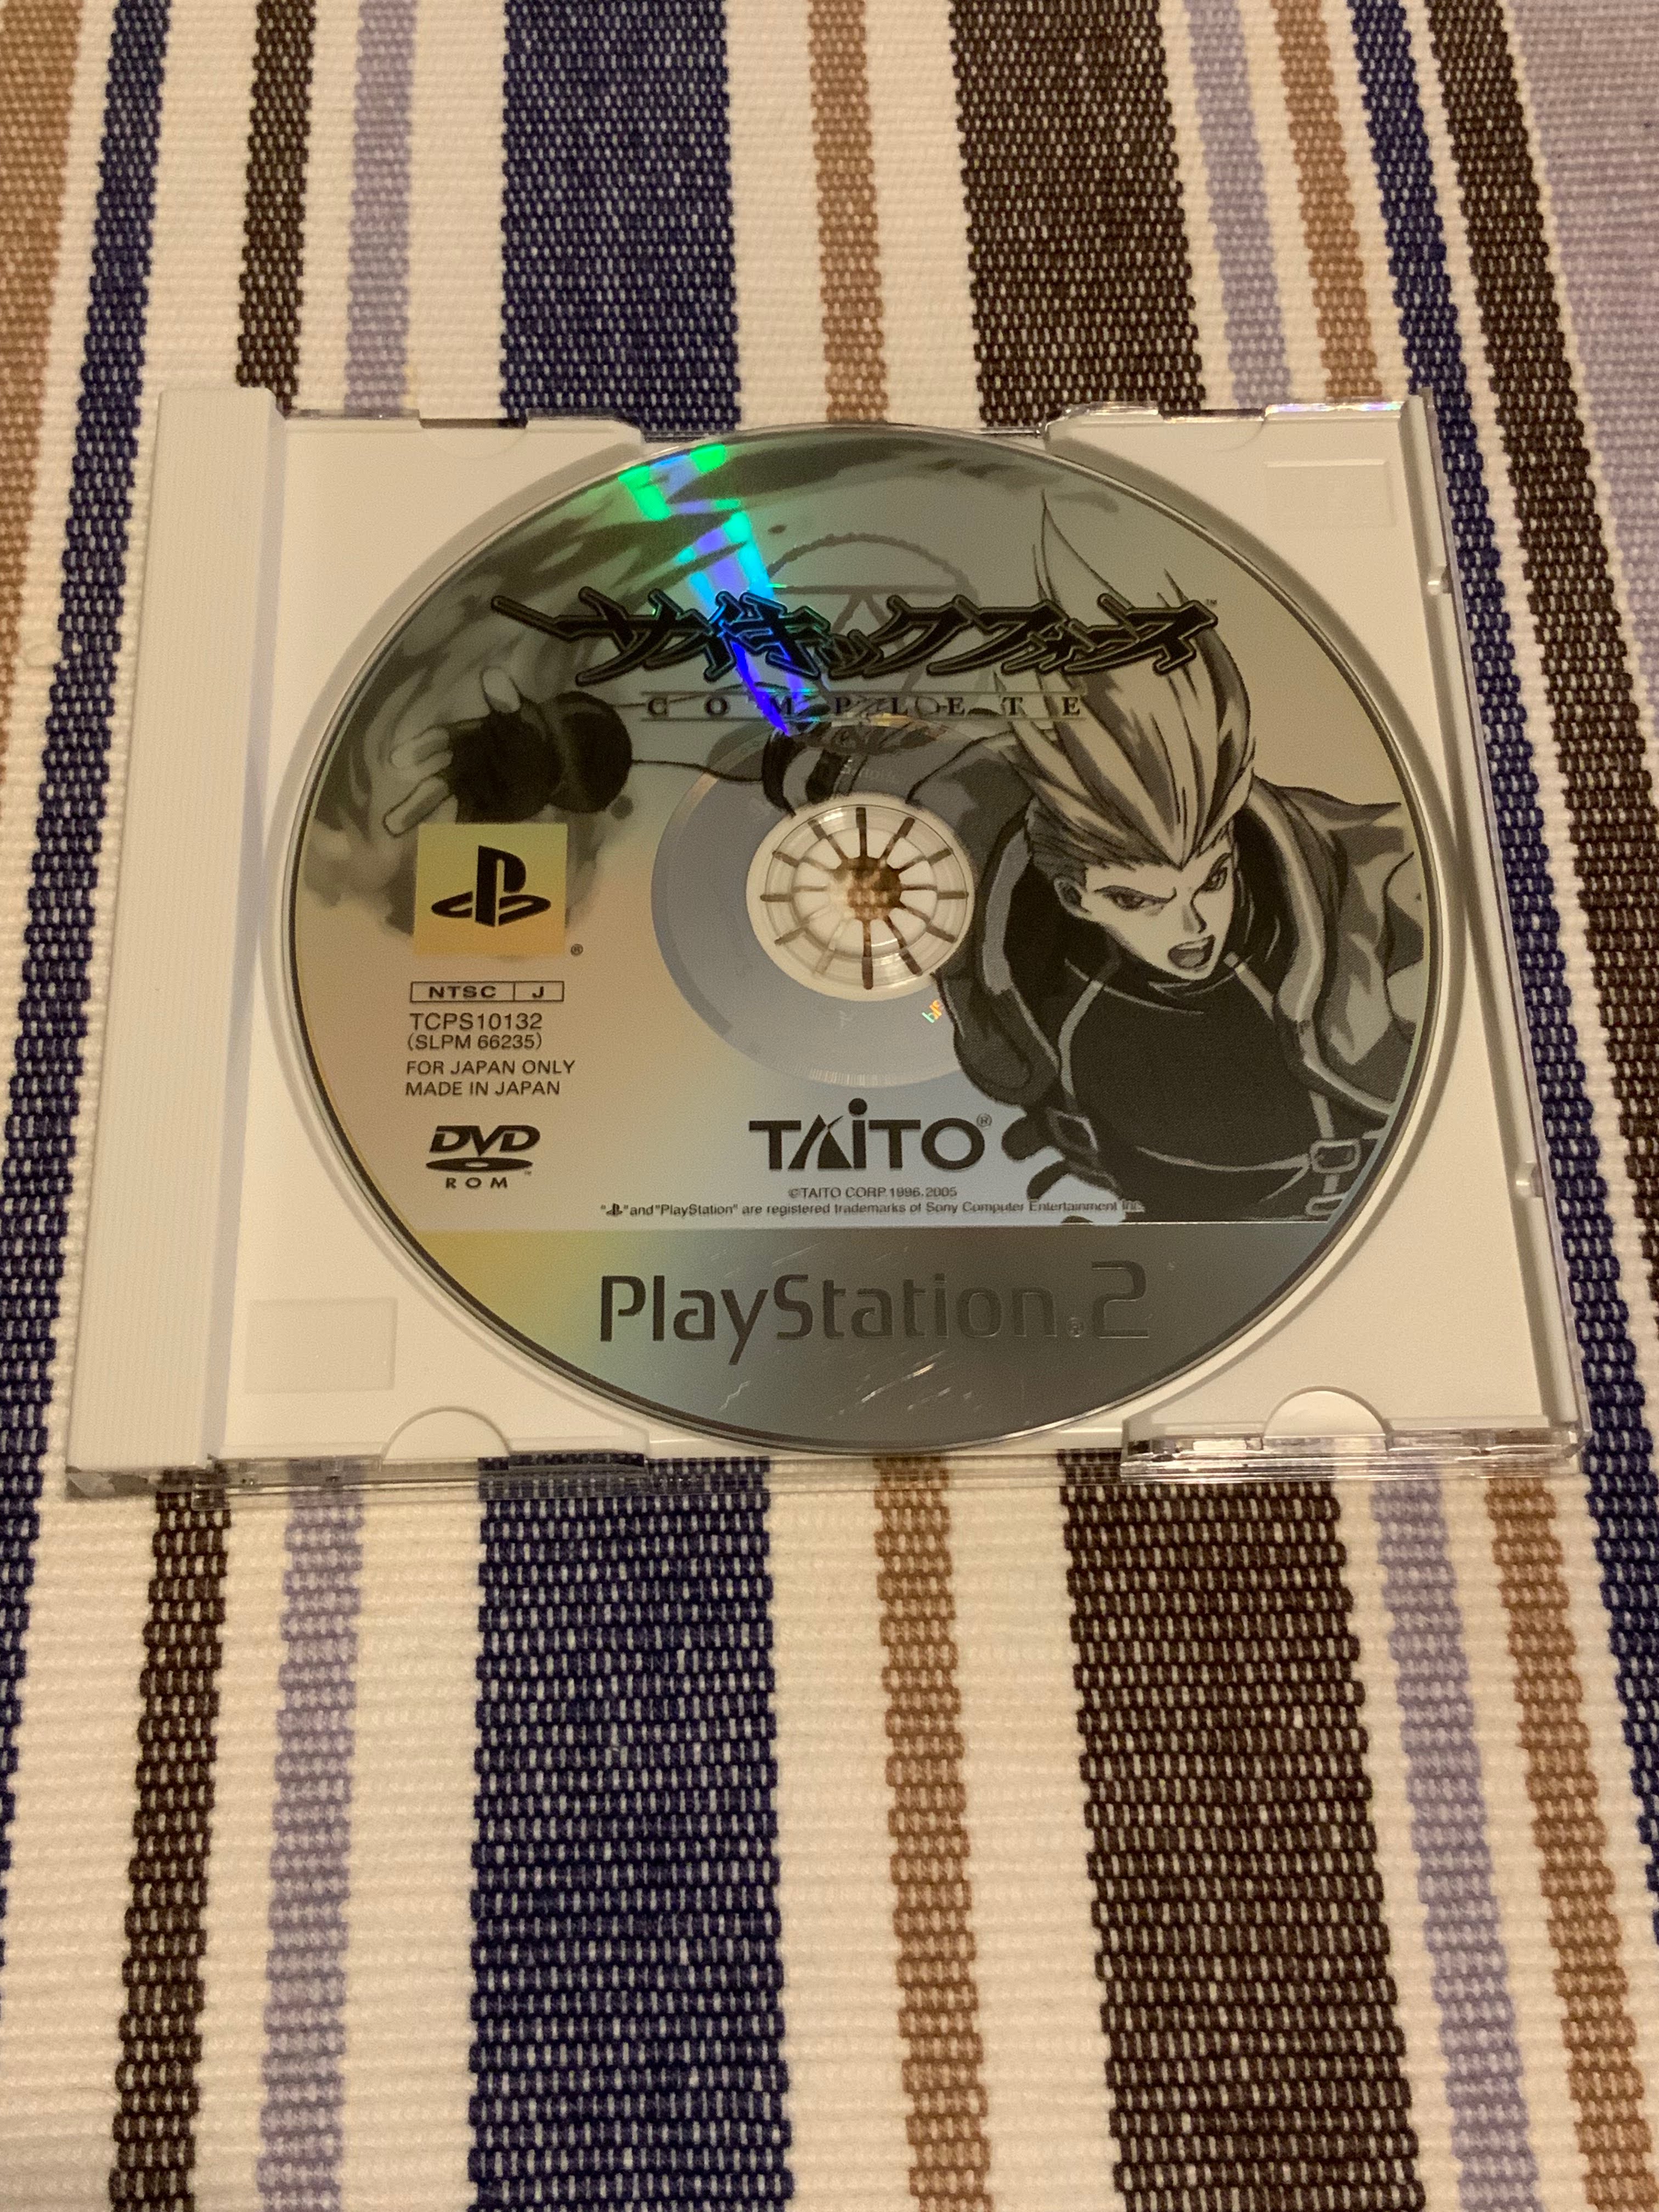 サイキックフォース™
COMPLETE
®
NTSC J
TCPS10132
(SLPM 66235)
FOR JAPAN ONLY
MADE IN JAPAN
DVD
ROM
TAITO®
©TAITO CORP. 1996, 2005
" " and "PlayStation" are registered trademarks of Sony Computer Entertainment Inc.
PlayStation®2